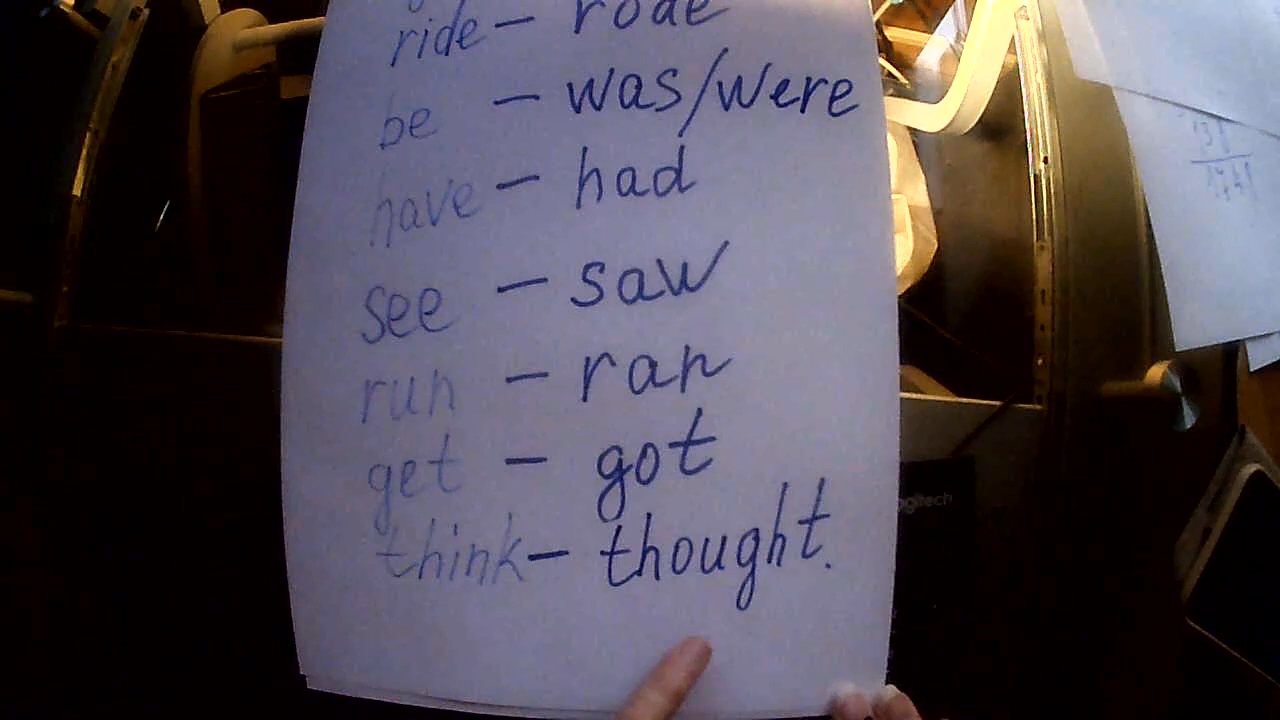 ride – rode
be – was/were
have – had
see – saw
run – ran
get – got
think – thought.